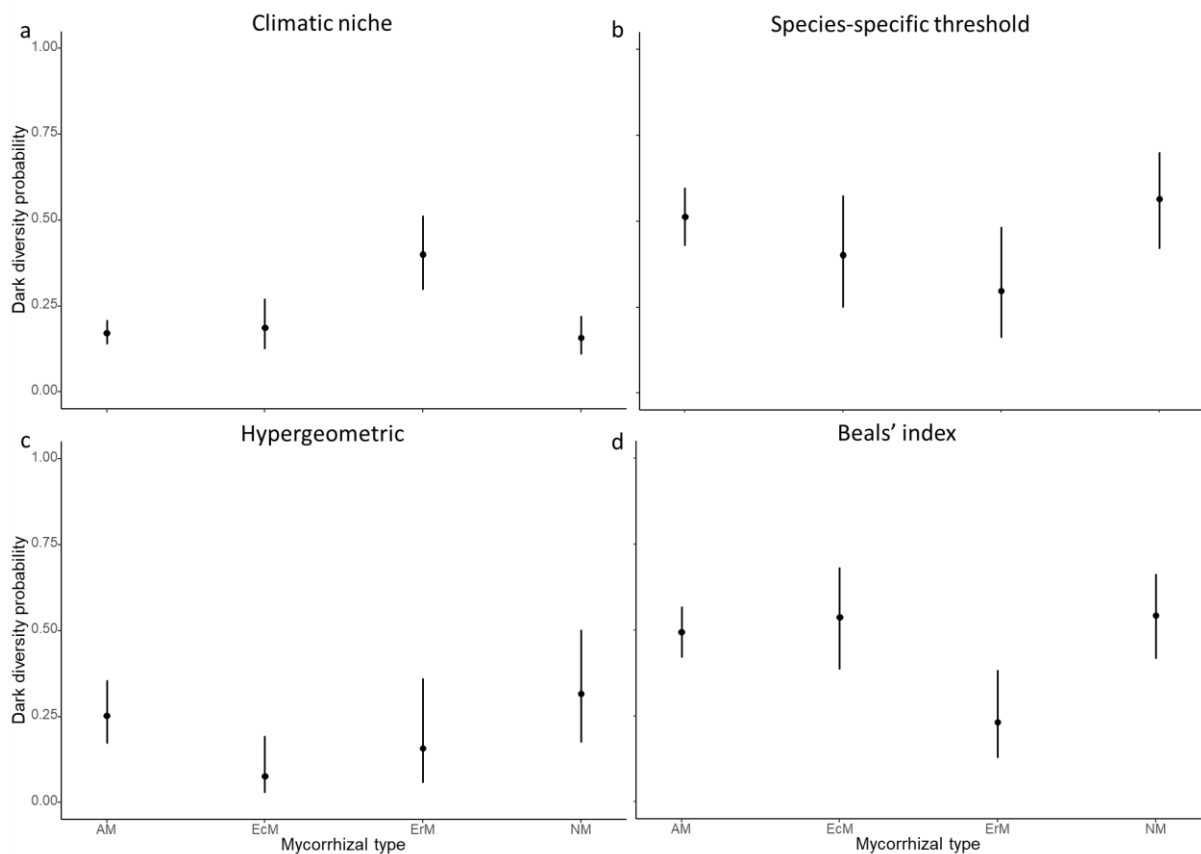 a
Climatic niche
b
Species-specific threshold
Dark diversity probability
1.00
0.75
0.50
0.25
0.00
c
Hypergeometric
d
Beals' index
Dark diversity probability
1.00
0.75
0.50
0.25
0.00
AM EcM ErM NM
Mycorrhizal type
AM EcM ErM NM
Mycorrhizal type